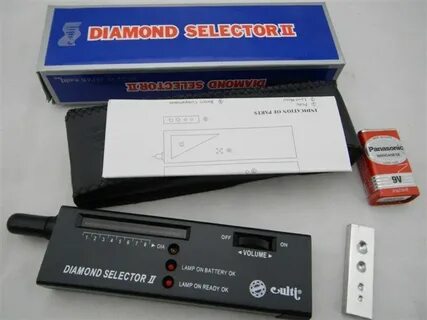 DIAMOND SELECTOR II
DIAMOND SELECTOR II
INDICATION OF PARTS
Panasonic
9V
1 2 3 4 5 6 7 8 DIA
OFF ON
◄VOLUME►
LAMP ON BATTERY OK
DIAMOND SELECTOR II
LAMP ON READY OK
culti